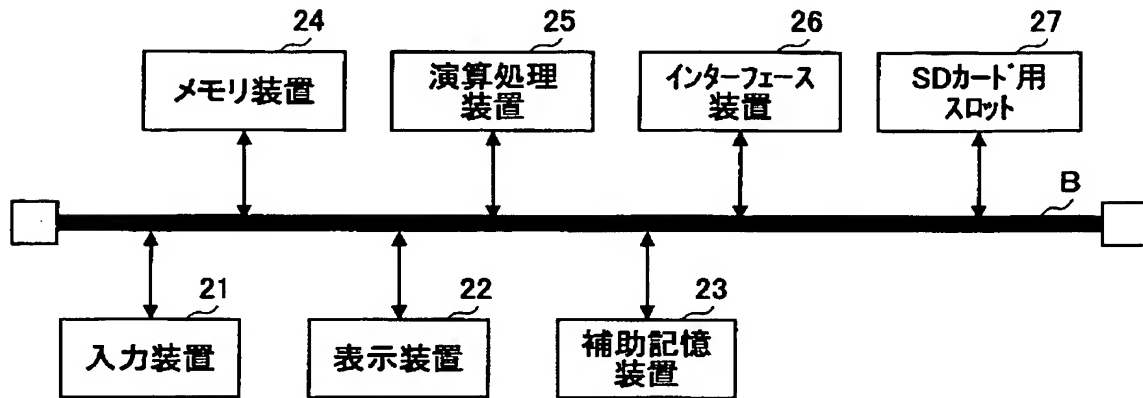 24
25
26
27
メモリ装置
演算処理
装置
インターフェース
装置
SDカード用
スロット
B
21
22
23
入力装置
表示装置
補助記憶
装置